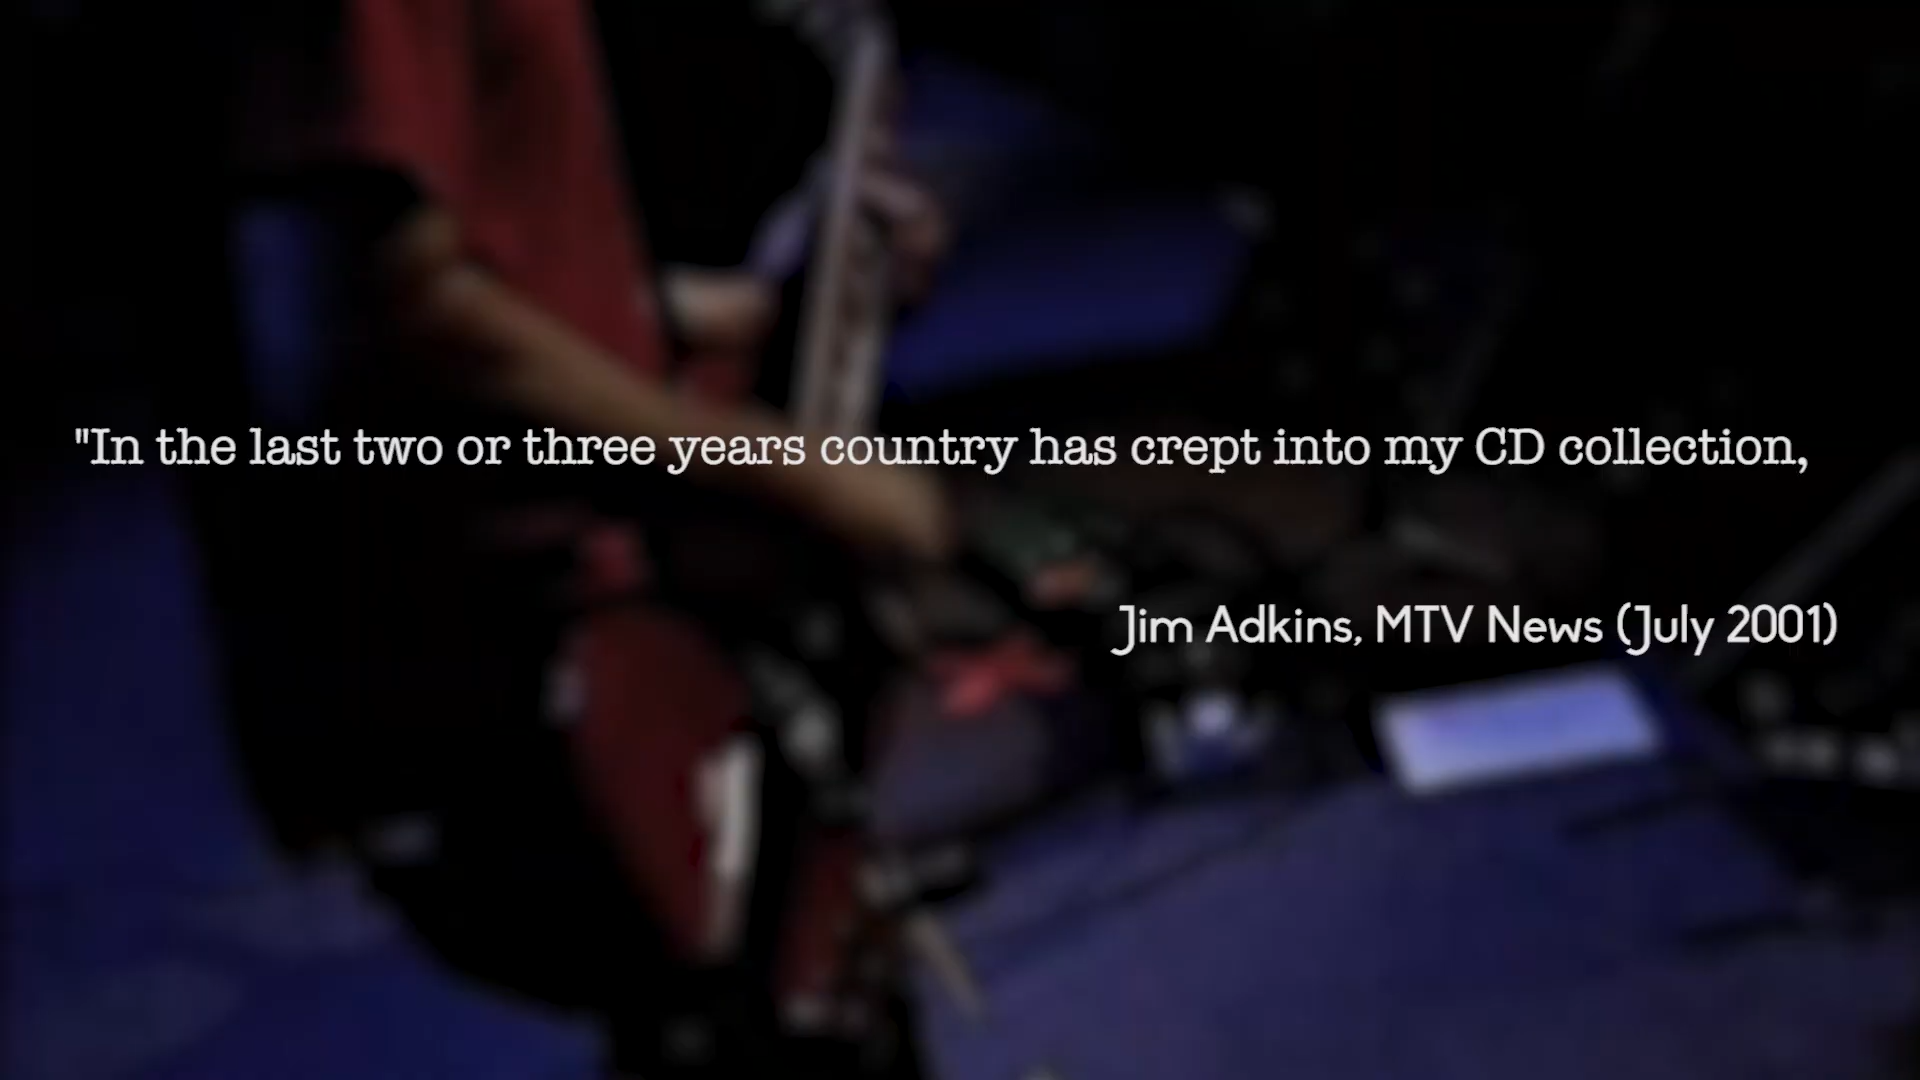 "In the last two or three years country has crept into my CD collection,
Jim Adkins, MTV News (July 2001)